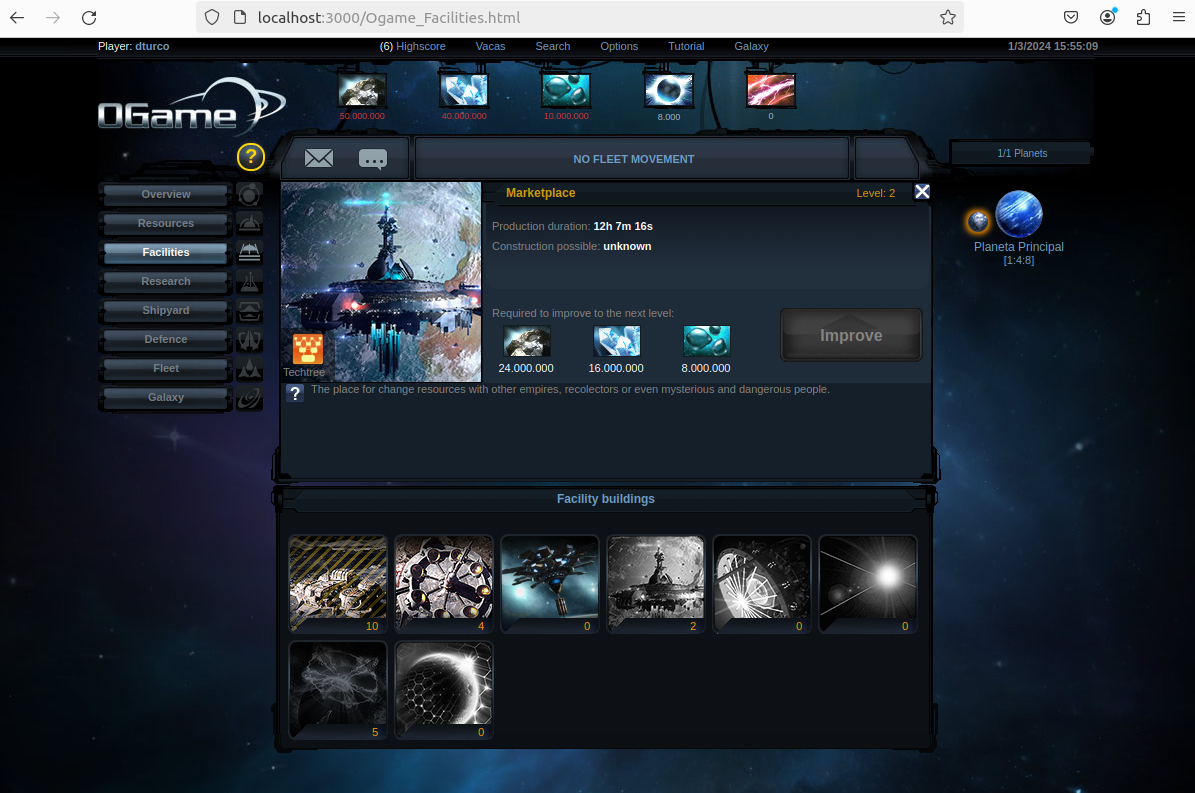 localhost:3000/Ogame_Facilities.html
Player: dturco
(6) Highscore
Vacas
Search
Options
Tutorial
Galaxy
1/3/2024 15:55:09
OGame
50.000.000
40.000.000
10.000.000
8.000
0
?
NO FLEET MOVEMENT
1/1 Planets
Overview
Resources
Facilities
Research
Shipyard
Defence
Fleet
Galaxy
Marketplace
Level: 2
Production duration: 12h 7m 16s
Construction possible: unknown
Required to improve to the next level:
24.000.000
16.000.000
8.000.000
Improve
Techtree
?
The place for change resources with other empires, recolectors or even mysterious and dangerous people.
Planeta Principal
[1:4:8]
Facility buildings
10
4
0
2
0
0
5
0